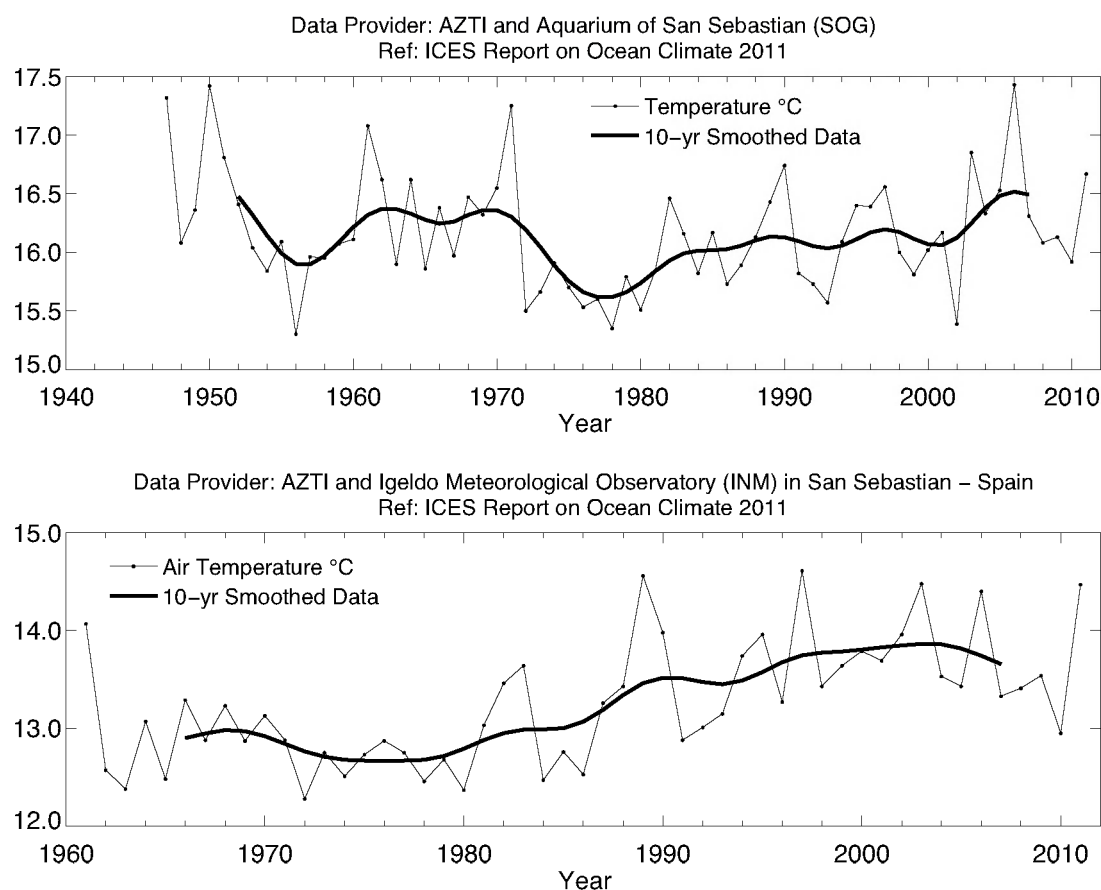 Data Provider: AZTI and Aquarium of San Sebastian (SOG)
Ref: ICES Report on Ocean Climate 2011
17.5
Temperature °C
17.0
10-yr Smoothed Data
16.5
16.0
15.5
15.0
1940 1950 1960 1970 1980 1990 2000 2010
Year
Data Provider: AZTI and Igeldo Meteorological Observatory (INM) in San Sebastian - Spain
Ref: ICES Report on Ocean Climate 2011
15.0
Air Temperature °C
10-yr Smoothed Data
14.0
13.0
12.0
1960 1970 1980 1990 2000 2010
Year